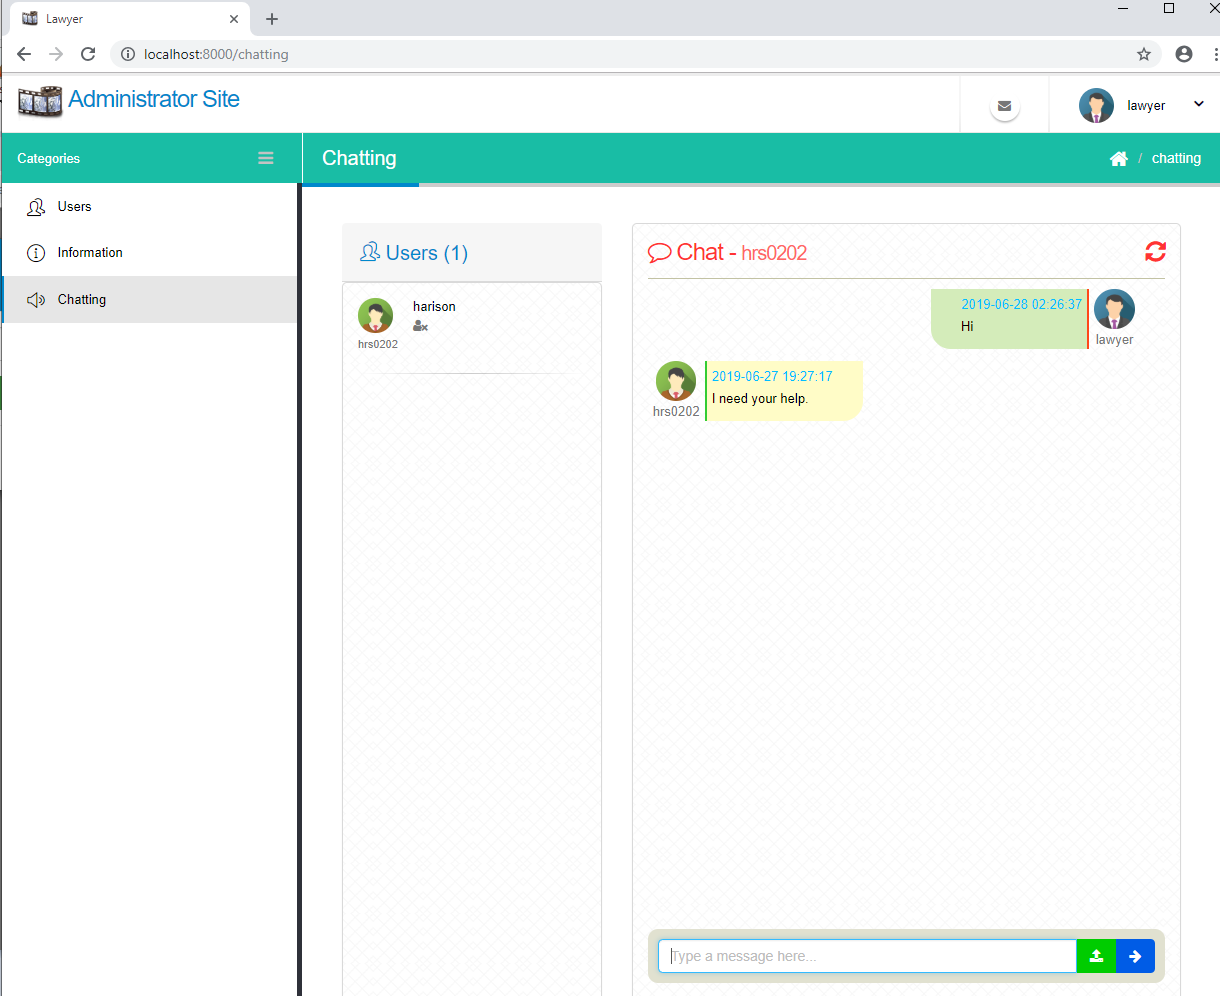 Lawyer
localhost:8000/chatting
Administrator Site
lawyer
Categories
Chatting
/ chatting
Users
Information
Chatting
Users (1)
harison
hrs0202
Chat - hrs0202
2019-06-28 02:26:37
Hi
lawyer
2019-06-27 19:27:17
I need your help.
hrs0202
Type a message here...